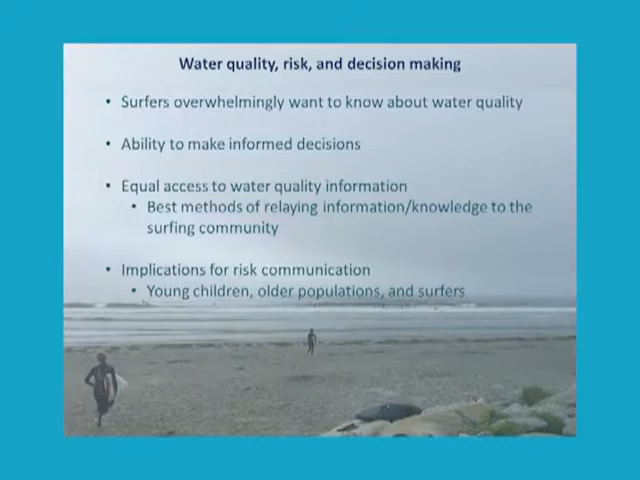 Water quality, risk, and decision making
• Surfers overwhelmingly want to know about water quality
• Ability to make informed decisions
• Equal access to water quality information
• Best methods of relaying information/knowledge to the
surfing community
• Implications for risk communication
• Young children, older populations, and surfers